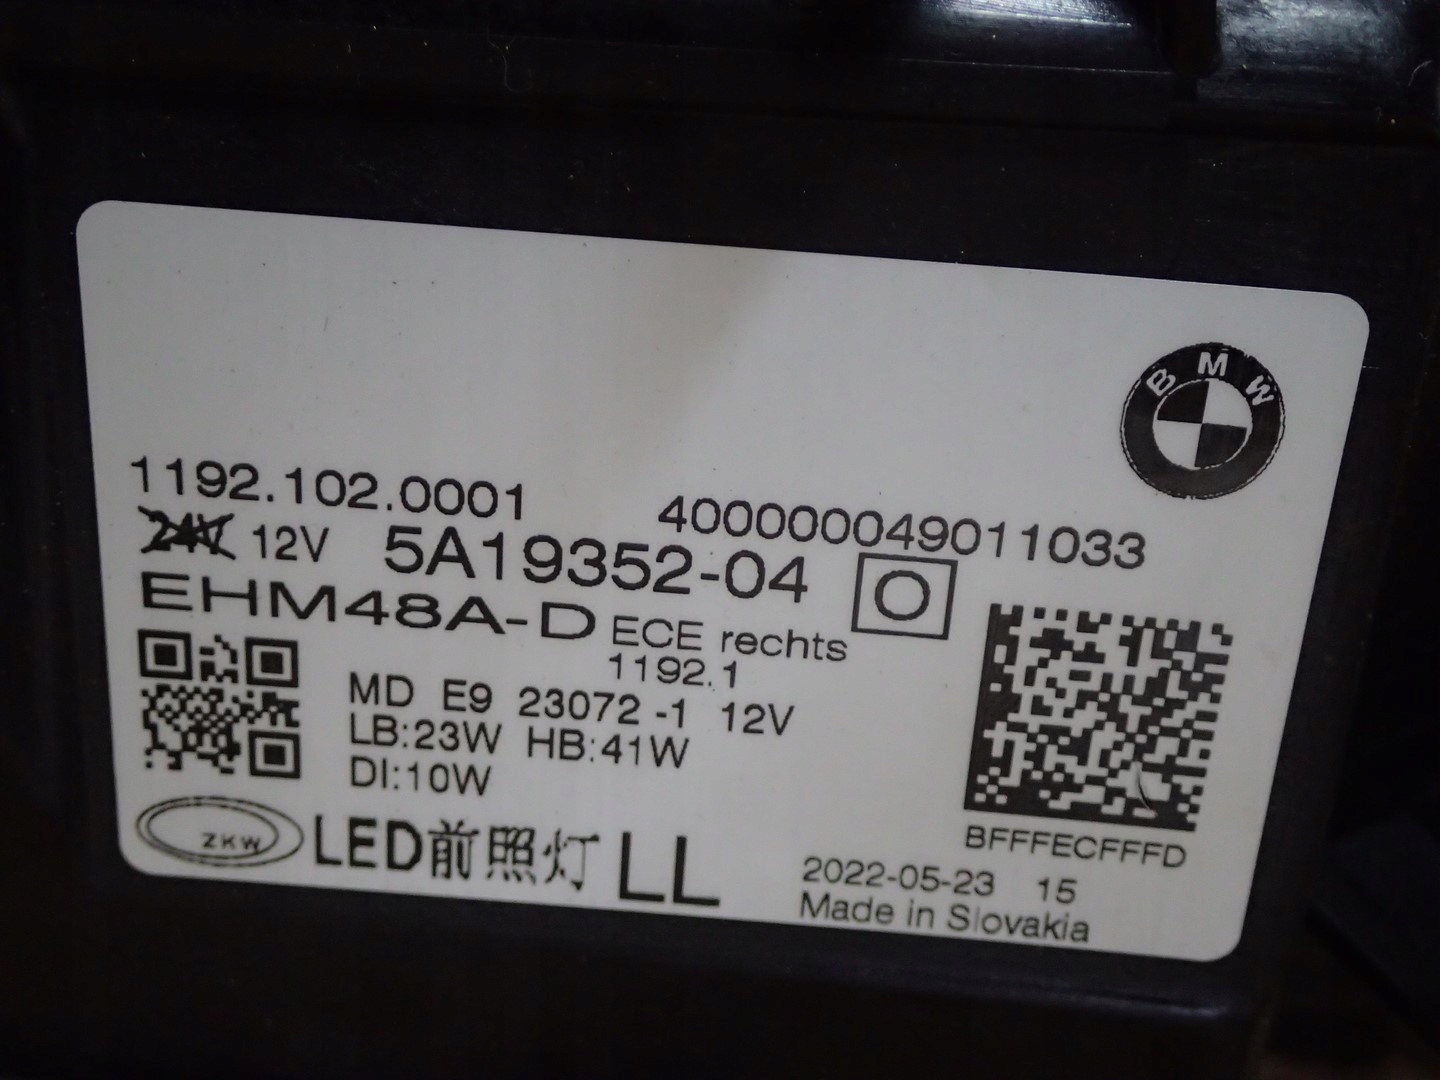 BMW
1192.102.0001 400000049011033
24V 12V 5A19352-04 O
EHM48A-D ECE rechts
1192.1
MD E9 23072-1 12V
LB:23W HB:41W
DI:10W
ZKW LED前照灯 LL
BFFFECFFFD
2022-05-23 15
Made in Slovakia